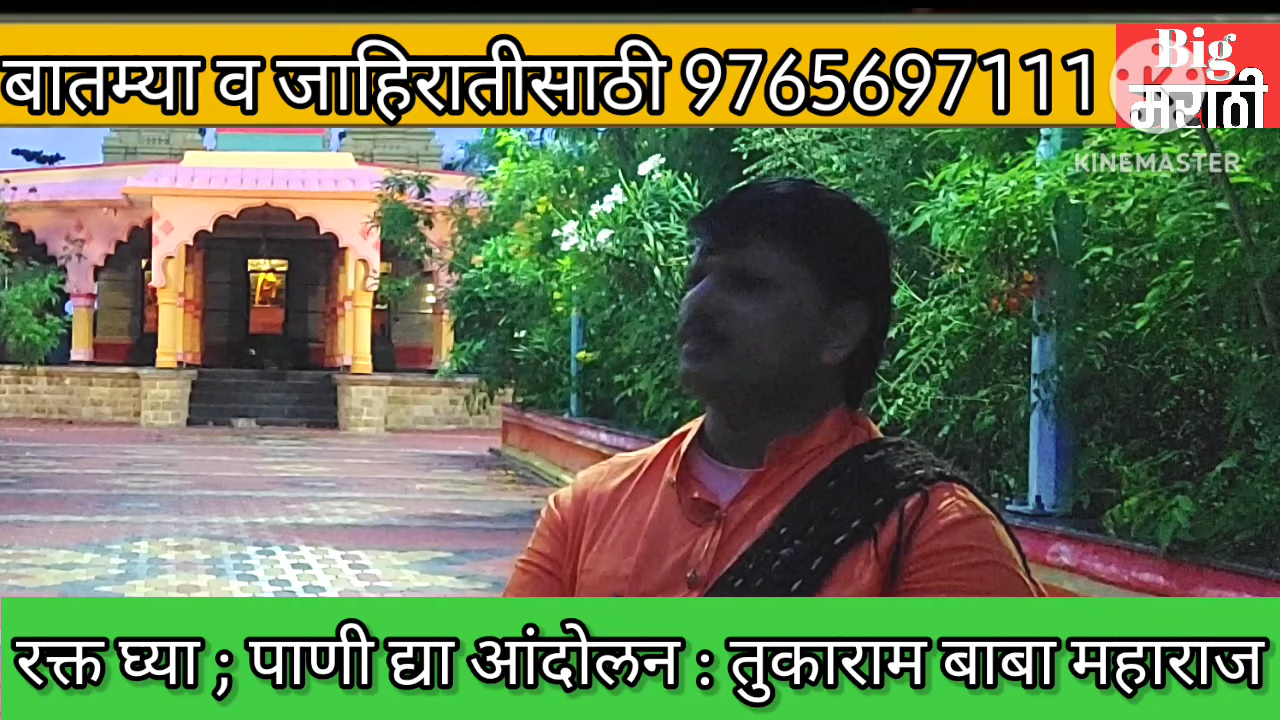 बातम्या व जाहिरातीसाठी 9765697111
Big
मराठी
K
KINEMASTER
रक्त घ्या ; पाणी द्या आंदोलन : तुकाराम बाबा महाराज